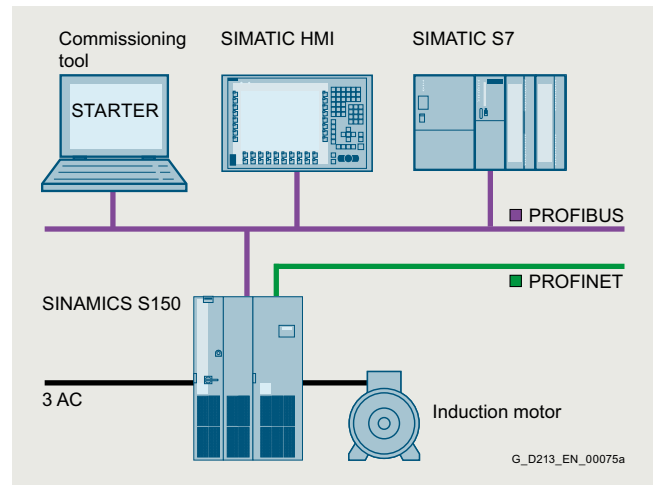 Commissioning
tool
SIMATIC HMI
SIMATIC S7
STARTER
PROFIBUS
PROFINET
SINAMICS S150
3 AC
Induction motor
G_D213_EN_00075a